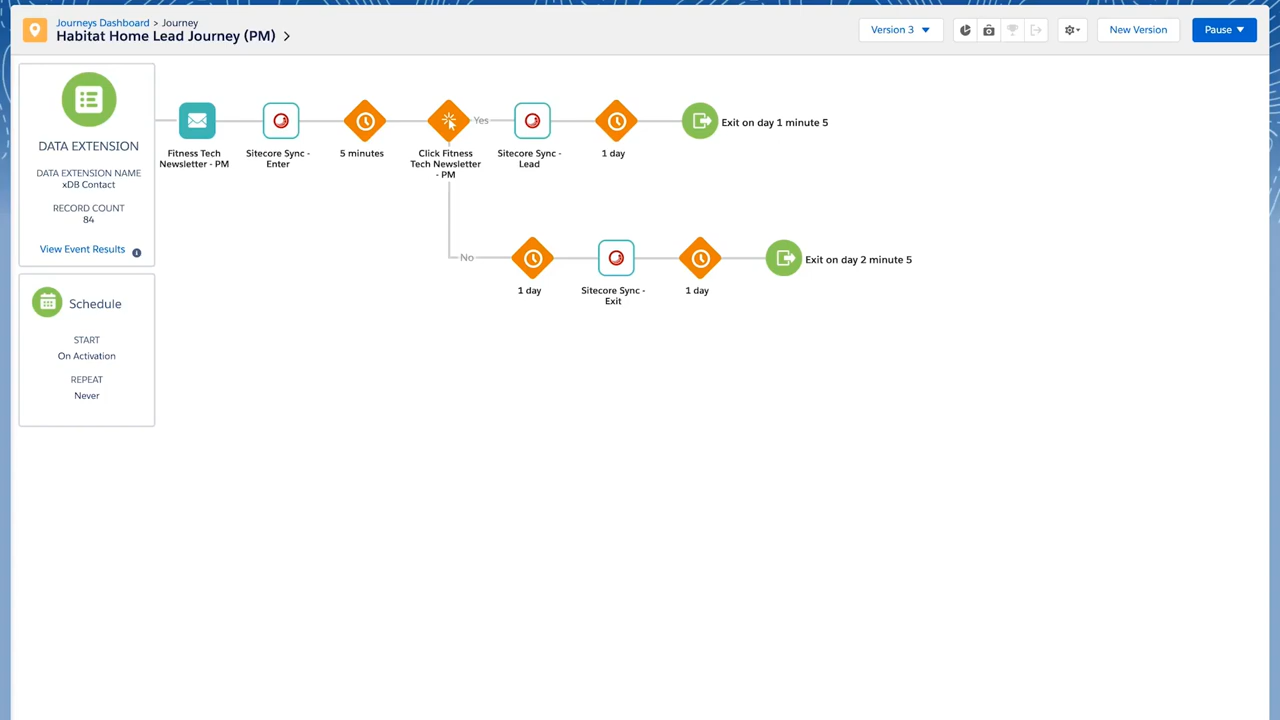 Journeys Dashboard > Journey
Habitat Home Lead Journey (PM)
Version 3
New Version
Pause
DATA EXTENSION
DATA EXTENSION NAME
xDB Contact
RECORD COUNT
84
View Event Results
Schedule
START
On Activation
REPEAT
Never
Fitness Tech
Newsletter - PM
Sitecore Sync -
Enter
5 minutes
Click Fitness
Tech Newsletter
- PM
Yes
Sitecore Sync -
Lead
1 day
Exit on day 1 minute 5
No
1 day
Sitecore Sync -
Exit
1 day
Exit on day 2 minute 5